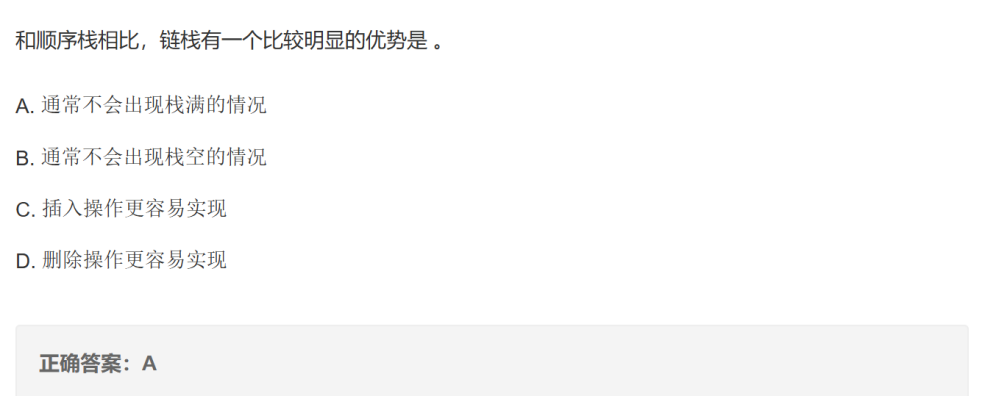 和顺序栈相比，链栈有一个比较明显的优势是 。
A. 通常不会出现栈满的情况
B. 通常不会出现栈空的情况
C. 插入操作更容易实现
D. 删除操作更容易实现
正确答案：A